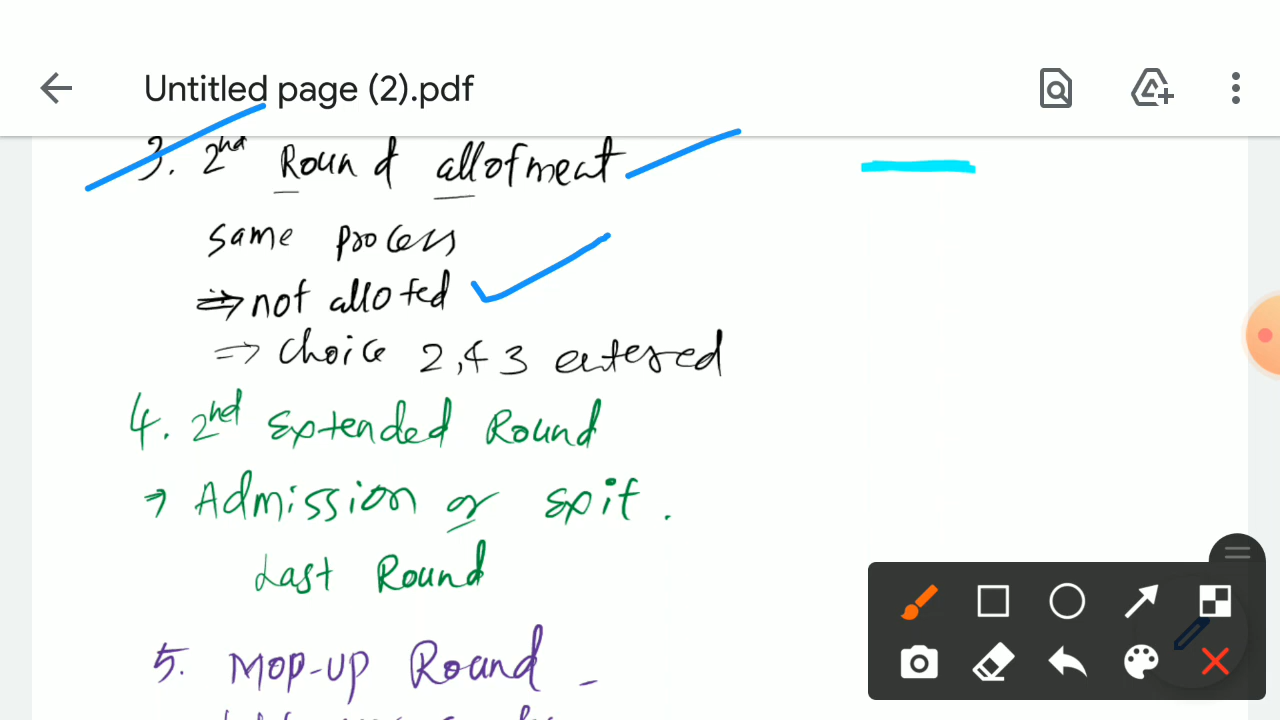 Untitled page (2).pdf
3. 2nd Round allotment
same process
⇒ not alloted
⇒ choice 2, & 3 entered
4. 2nd Extended Round
→ Admission or Exit.
Last Round
5. Mop-up Round -